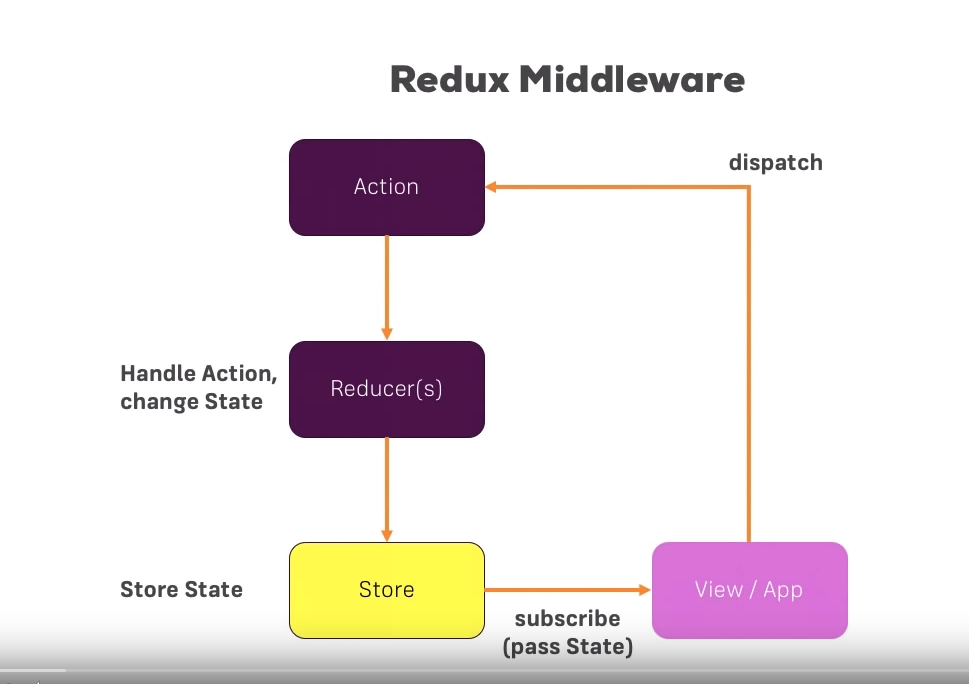 Redux Middleware
dispatch
Action
Handle Action,
change State
Reducer(s)
Store State
Store
View / App
subscribe
(pass State)